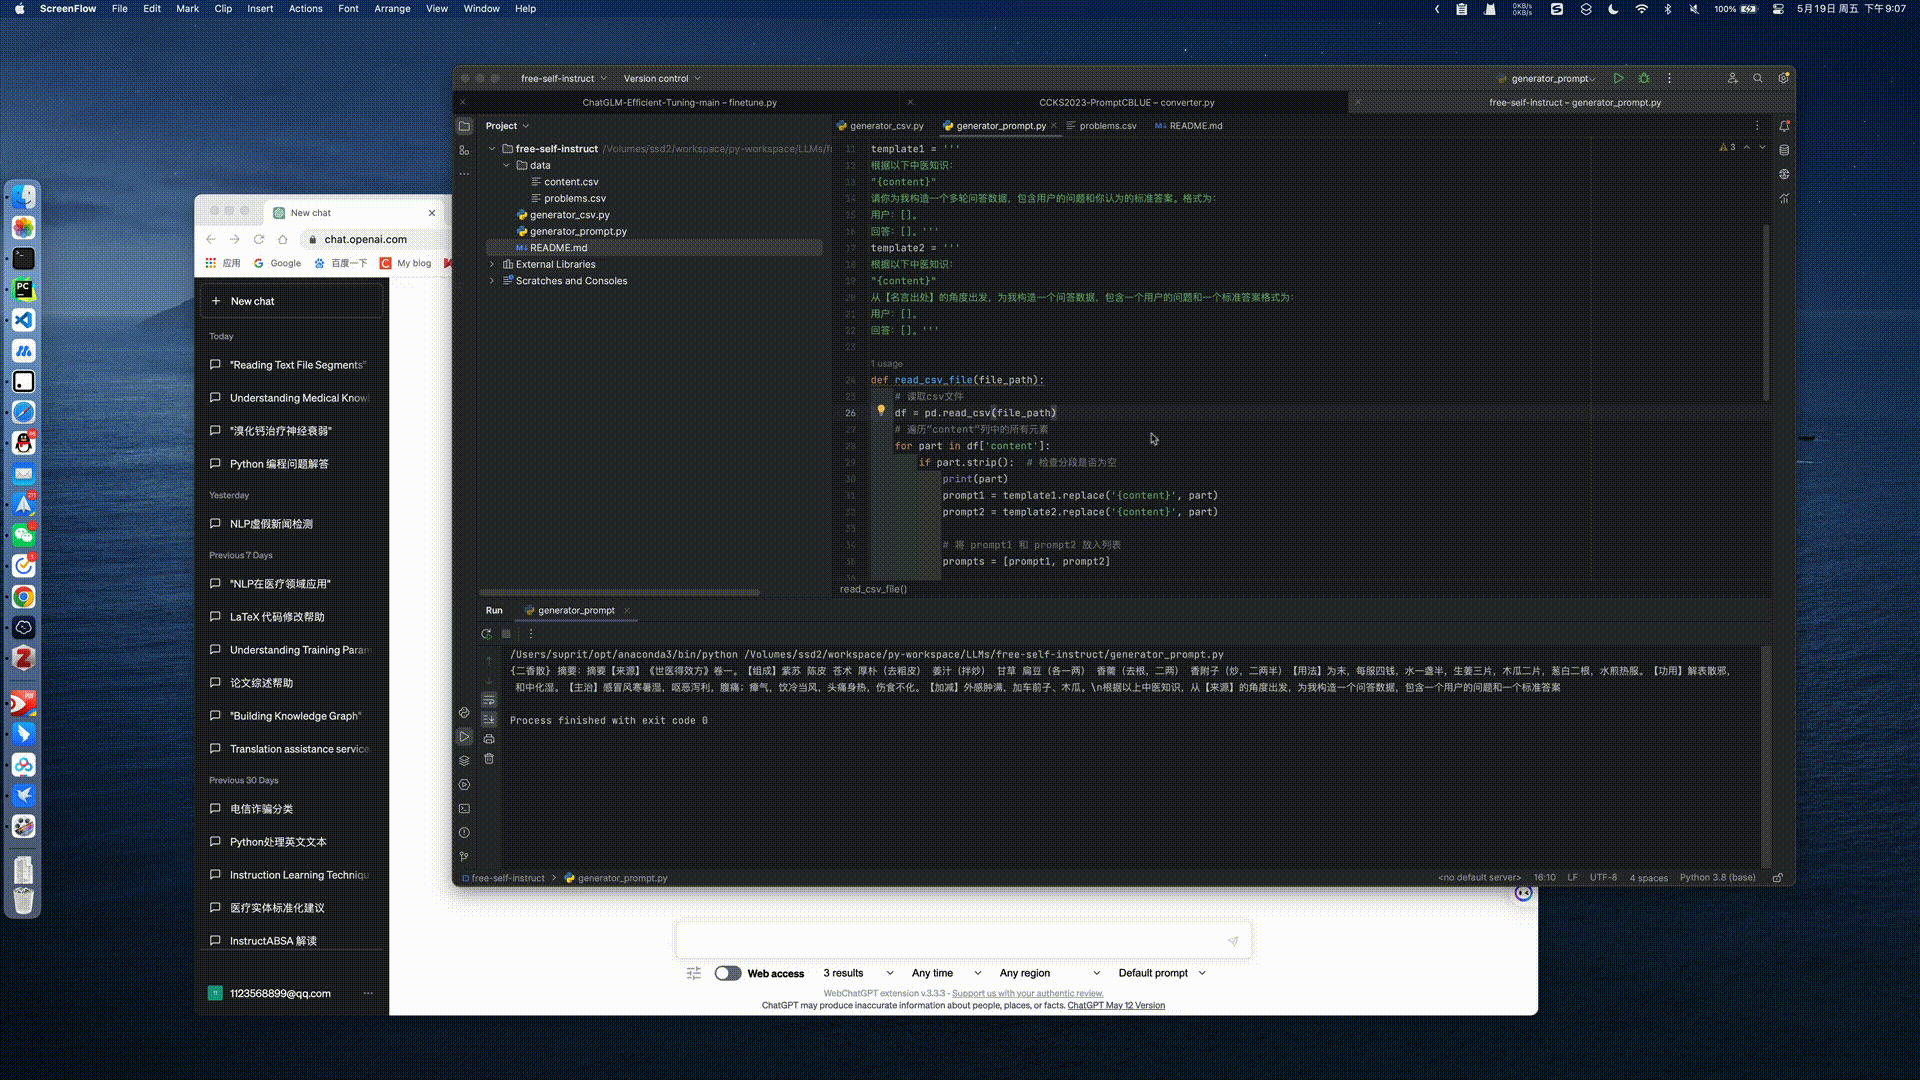 ScreenFlow File Edit Mark Clip Insert Actions Font Arrange View Window Help
0KB/s
0KB/s
100%
5月19日 周五 下午9:07
free-self-instruct Version control
generator_prompt
ChatGLM-Efficient-Tuning-main – finetune.py
CCKS2023-PromptCBLUE – converter.py
free-self-instruct – generator_prompt.py
Project
free-self-instruct /Volumes/ssd2/workspace/py-workspace/LLMs/f
data
content.csv
problems.csv
generator_csv.py
generator_prompt.py
README.md
External Libraries
Scratches and Consoles
generator_csv.py generator_prompt.py problems.csv README.md
3
11 template1 = '''
12 根据以下中医知识:
13 "{content}"
14 请你为我构造一个多轮问答数据，包含用户的问题和你认为的标准答案。格式为:
15 用户: []。
16 回答: []。'''
17 template2 = '''
18 根据以下中医知识:
19 "{content}"
20 从【名言出处】的角度出发，为我构造一个问答数据，包含一个用户的问题和一个标准答案格式为:
21 用户: []。
22 回答: []。'''
23
1 usage
24 def read_csv_file(file_path):
25 # 读取csv文件
26 df = pd.read_csv(file_path)
27 # 遍历“content”列中的所有元素
28 for part in df['content']:
29 if part.strip(): # 检查分段是否为空
30 print(part)
31 prompt1 = template1.replace('{content}', part)
32 prompt2 = template2.replace('{content}', part)
33
34 # 将 prompt1 和 prompt2 放入列表
35 prompts = [prompt1, prompt2]
36
read_csv_file()
Run generator_prompt
/Users/suprit/opt/anaconda3/bin/python /Volumes/ssd2/workspace/py-workspace/LLMs/free-self-instruct/generator_prompt.py
{二香散} 摘要: 摘要【来源】《世医得效方》卷一。【组成】紫苏 陈皮 苍术 厚朴（去粗皮） 姜汁（拌炒） 甘草 扁豆（各一两） 香薷（去根，二两） 香附子（炒，二两半）【用法】为末，每服四钱，水一盏半，生姜三片，木瓜二片，葱白二根，水煎热服。【功用】解表散邪，
和中化湿。【主治】感冒风寒暑湿，呕恶泻利，腹痛；瘴气，饮冷当风，头痛身热，伤食不化。【加减】外感肿满，加车前子、木瓜。\n根据以上中医知识，从【来源】的角度出发，为我构造一个问答数据，包含一个用户的问题和一个标准答案
Process finished with exit code 0
free-self-instruct > generator_prompt.py
<no default server> 16:10 LF UTF-8 4 spaces Python 3.8 (base)
New chat
chat.openai.com
应用 Google 百度一下 My blog
New chat
Today
"Reading Text File Segments"
Understanding Medical Knowl
"溴化钙治疗神经衰弱"
Python 编程问题解答
Yesterday
NLP虚假新闻检测
Previous 7 Days
"NLP在医疗领域应用"
LaTeX 代码修改帮助
Understanding Training Param
论文综述帮助
"Building Knowledge Graph"
Translation assistance service
Previous 30 Days
电信诈骗分类
Python处理英文文本
Instruction Learning Techniqu
医疗实体标准化建议
InstructABSA 解读
1123568899@qq.com
Web access 3 results Any time Any region Default prompt
WebChatGPT extension v.3.3.3 - Support us with your authentic review.
ChatGPT may produce inaccurate information about people, places, or facts. ChatGPT May 12 Version